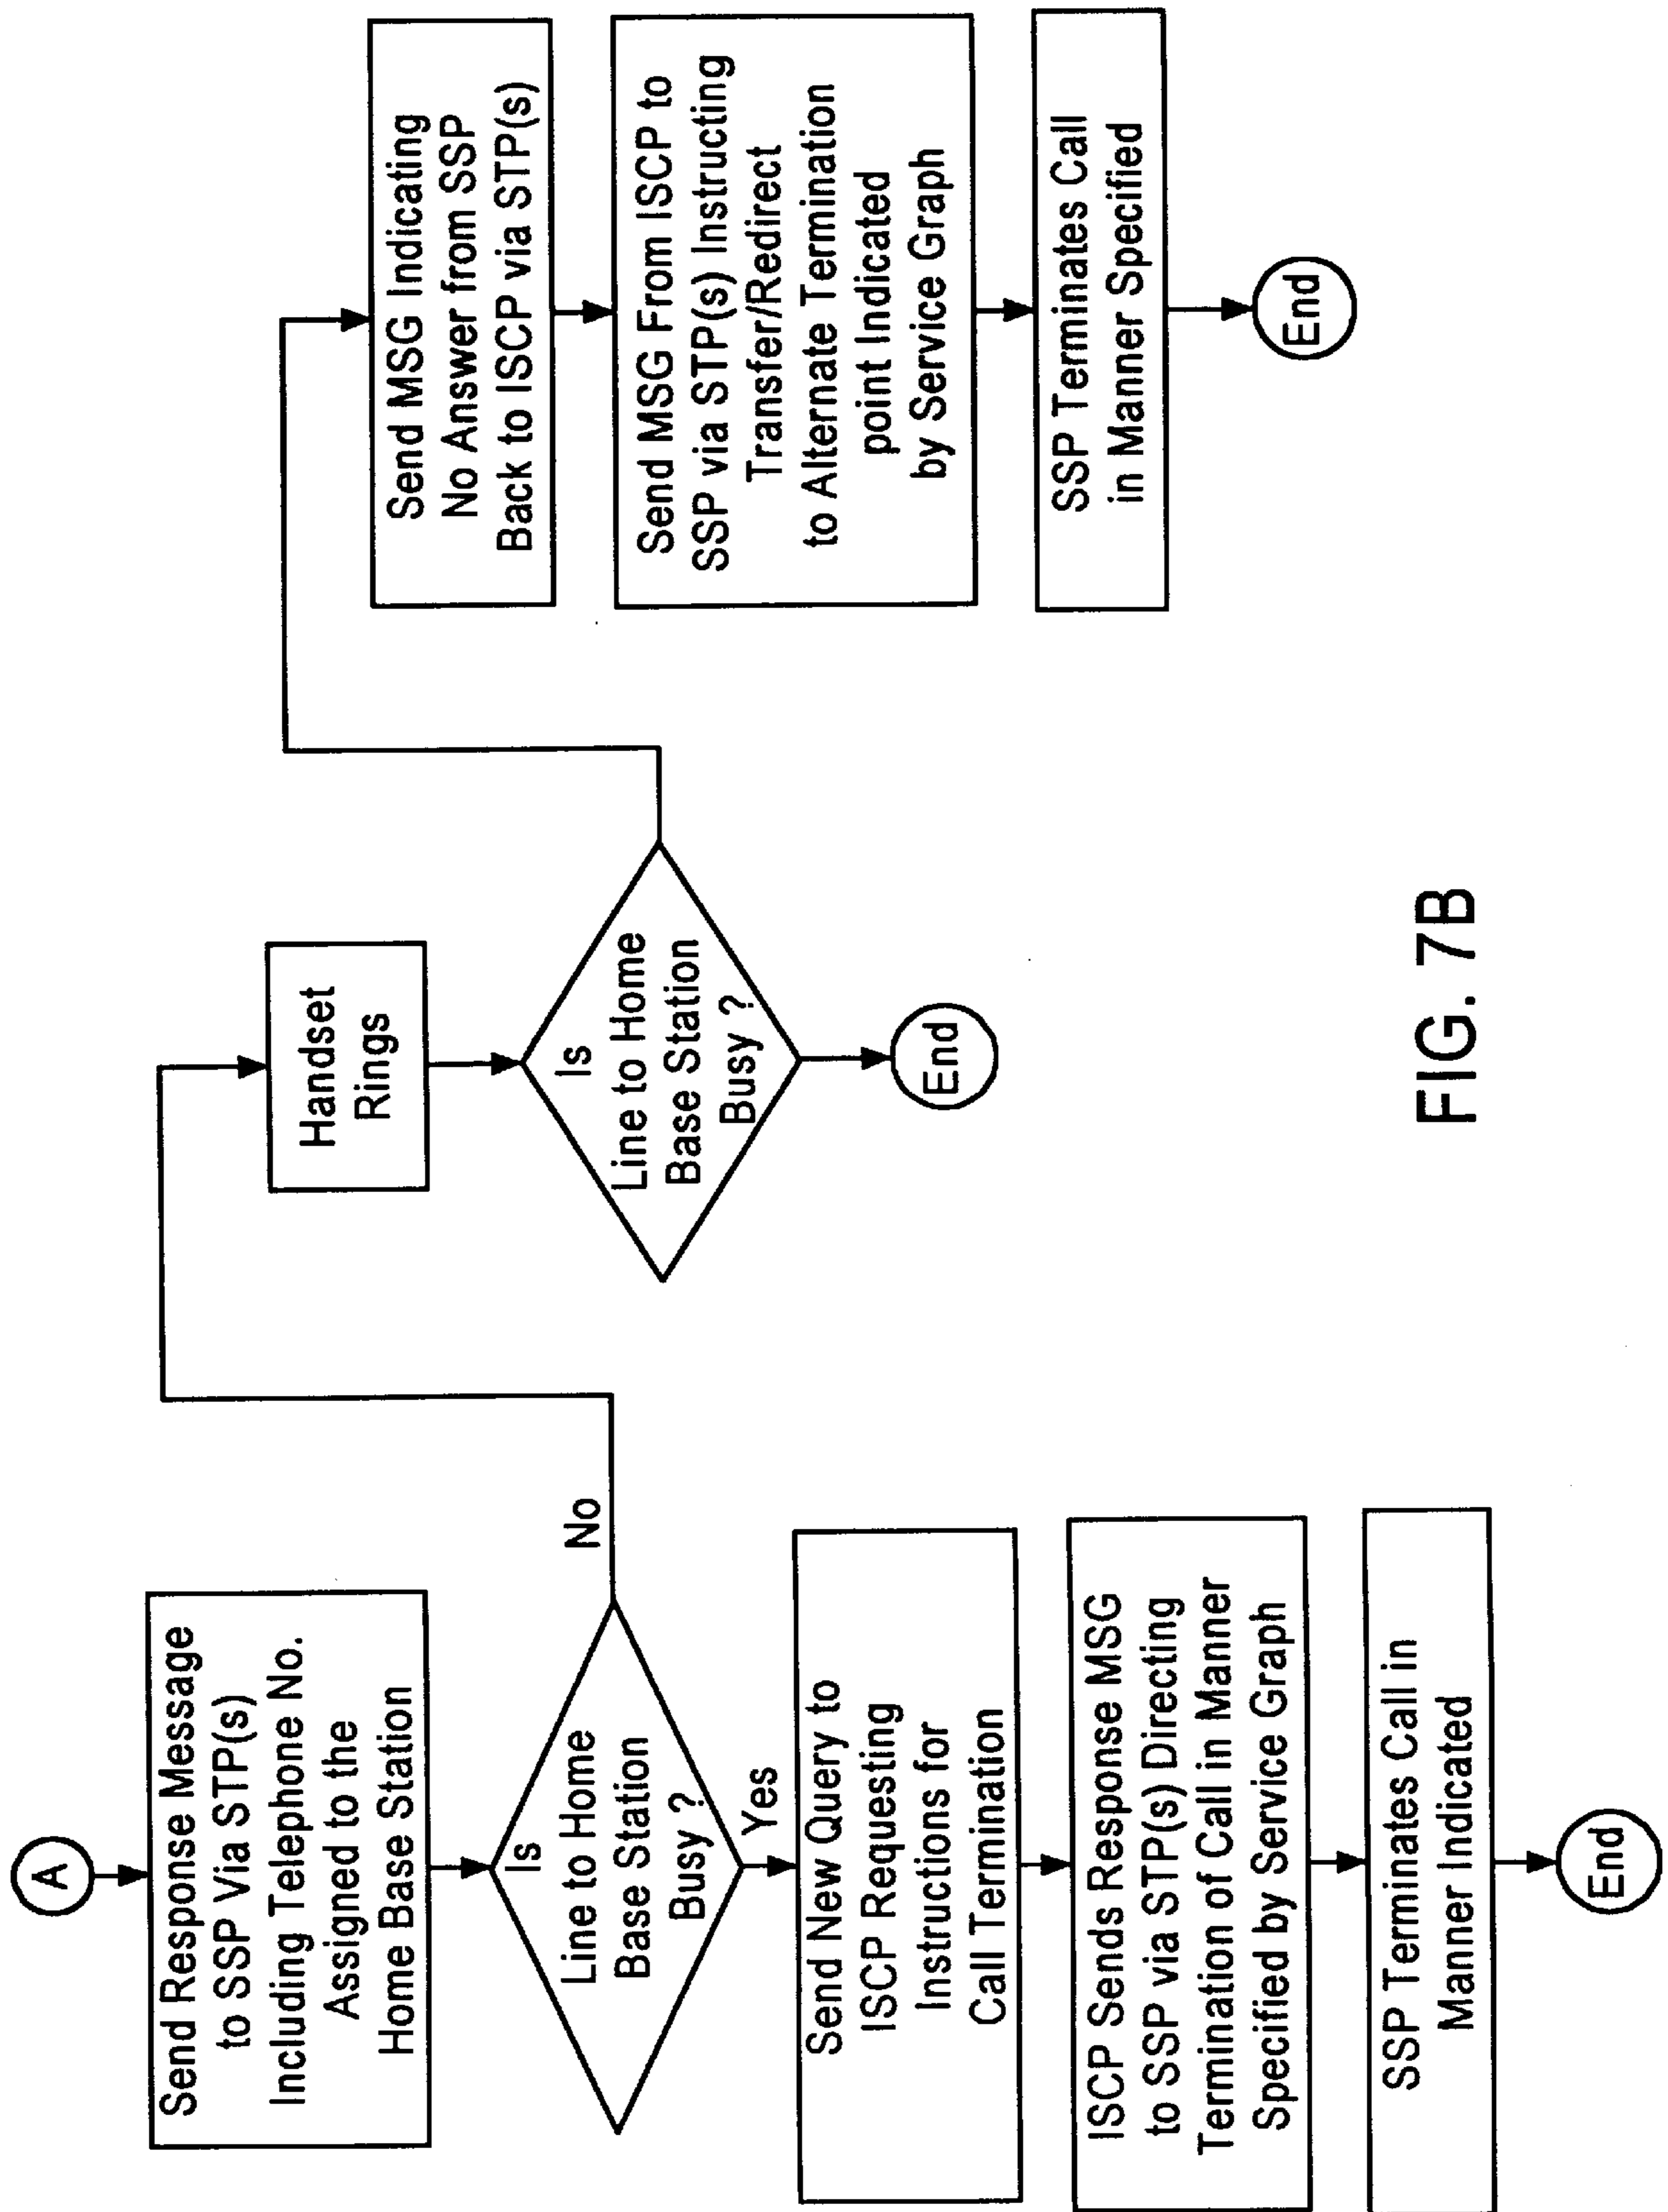 A
Send Response Message
to SSP Via STP(s)
Including Telephone No.
Assigned to the
Home Base Station
Is
Line to Home
Base Station
Busy ?
No
Yes
Send New Query to
ISCP Requesting
Instructions for
Call Termination
ISCP Sends Response MSG
to SSP via STP(s) Directing
Termination of Call in Manner
Specified by Service Graph
SSP Terminates Call in
Manner Indicated
End
Handset
Rings
Is
Line to Home
Base Station
Busy ?
End
Send MSG Indicating
No Answer from SSP
Back to ISCP via STP(s)
Send MSG From ISCP to
SSP via STP(s) Instructing
Transfer/Redirect
to Alternate Termination
point Indicated
by Service Graph
SSP Terminates Call
in Manner Specified
End
FIG. 7B